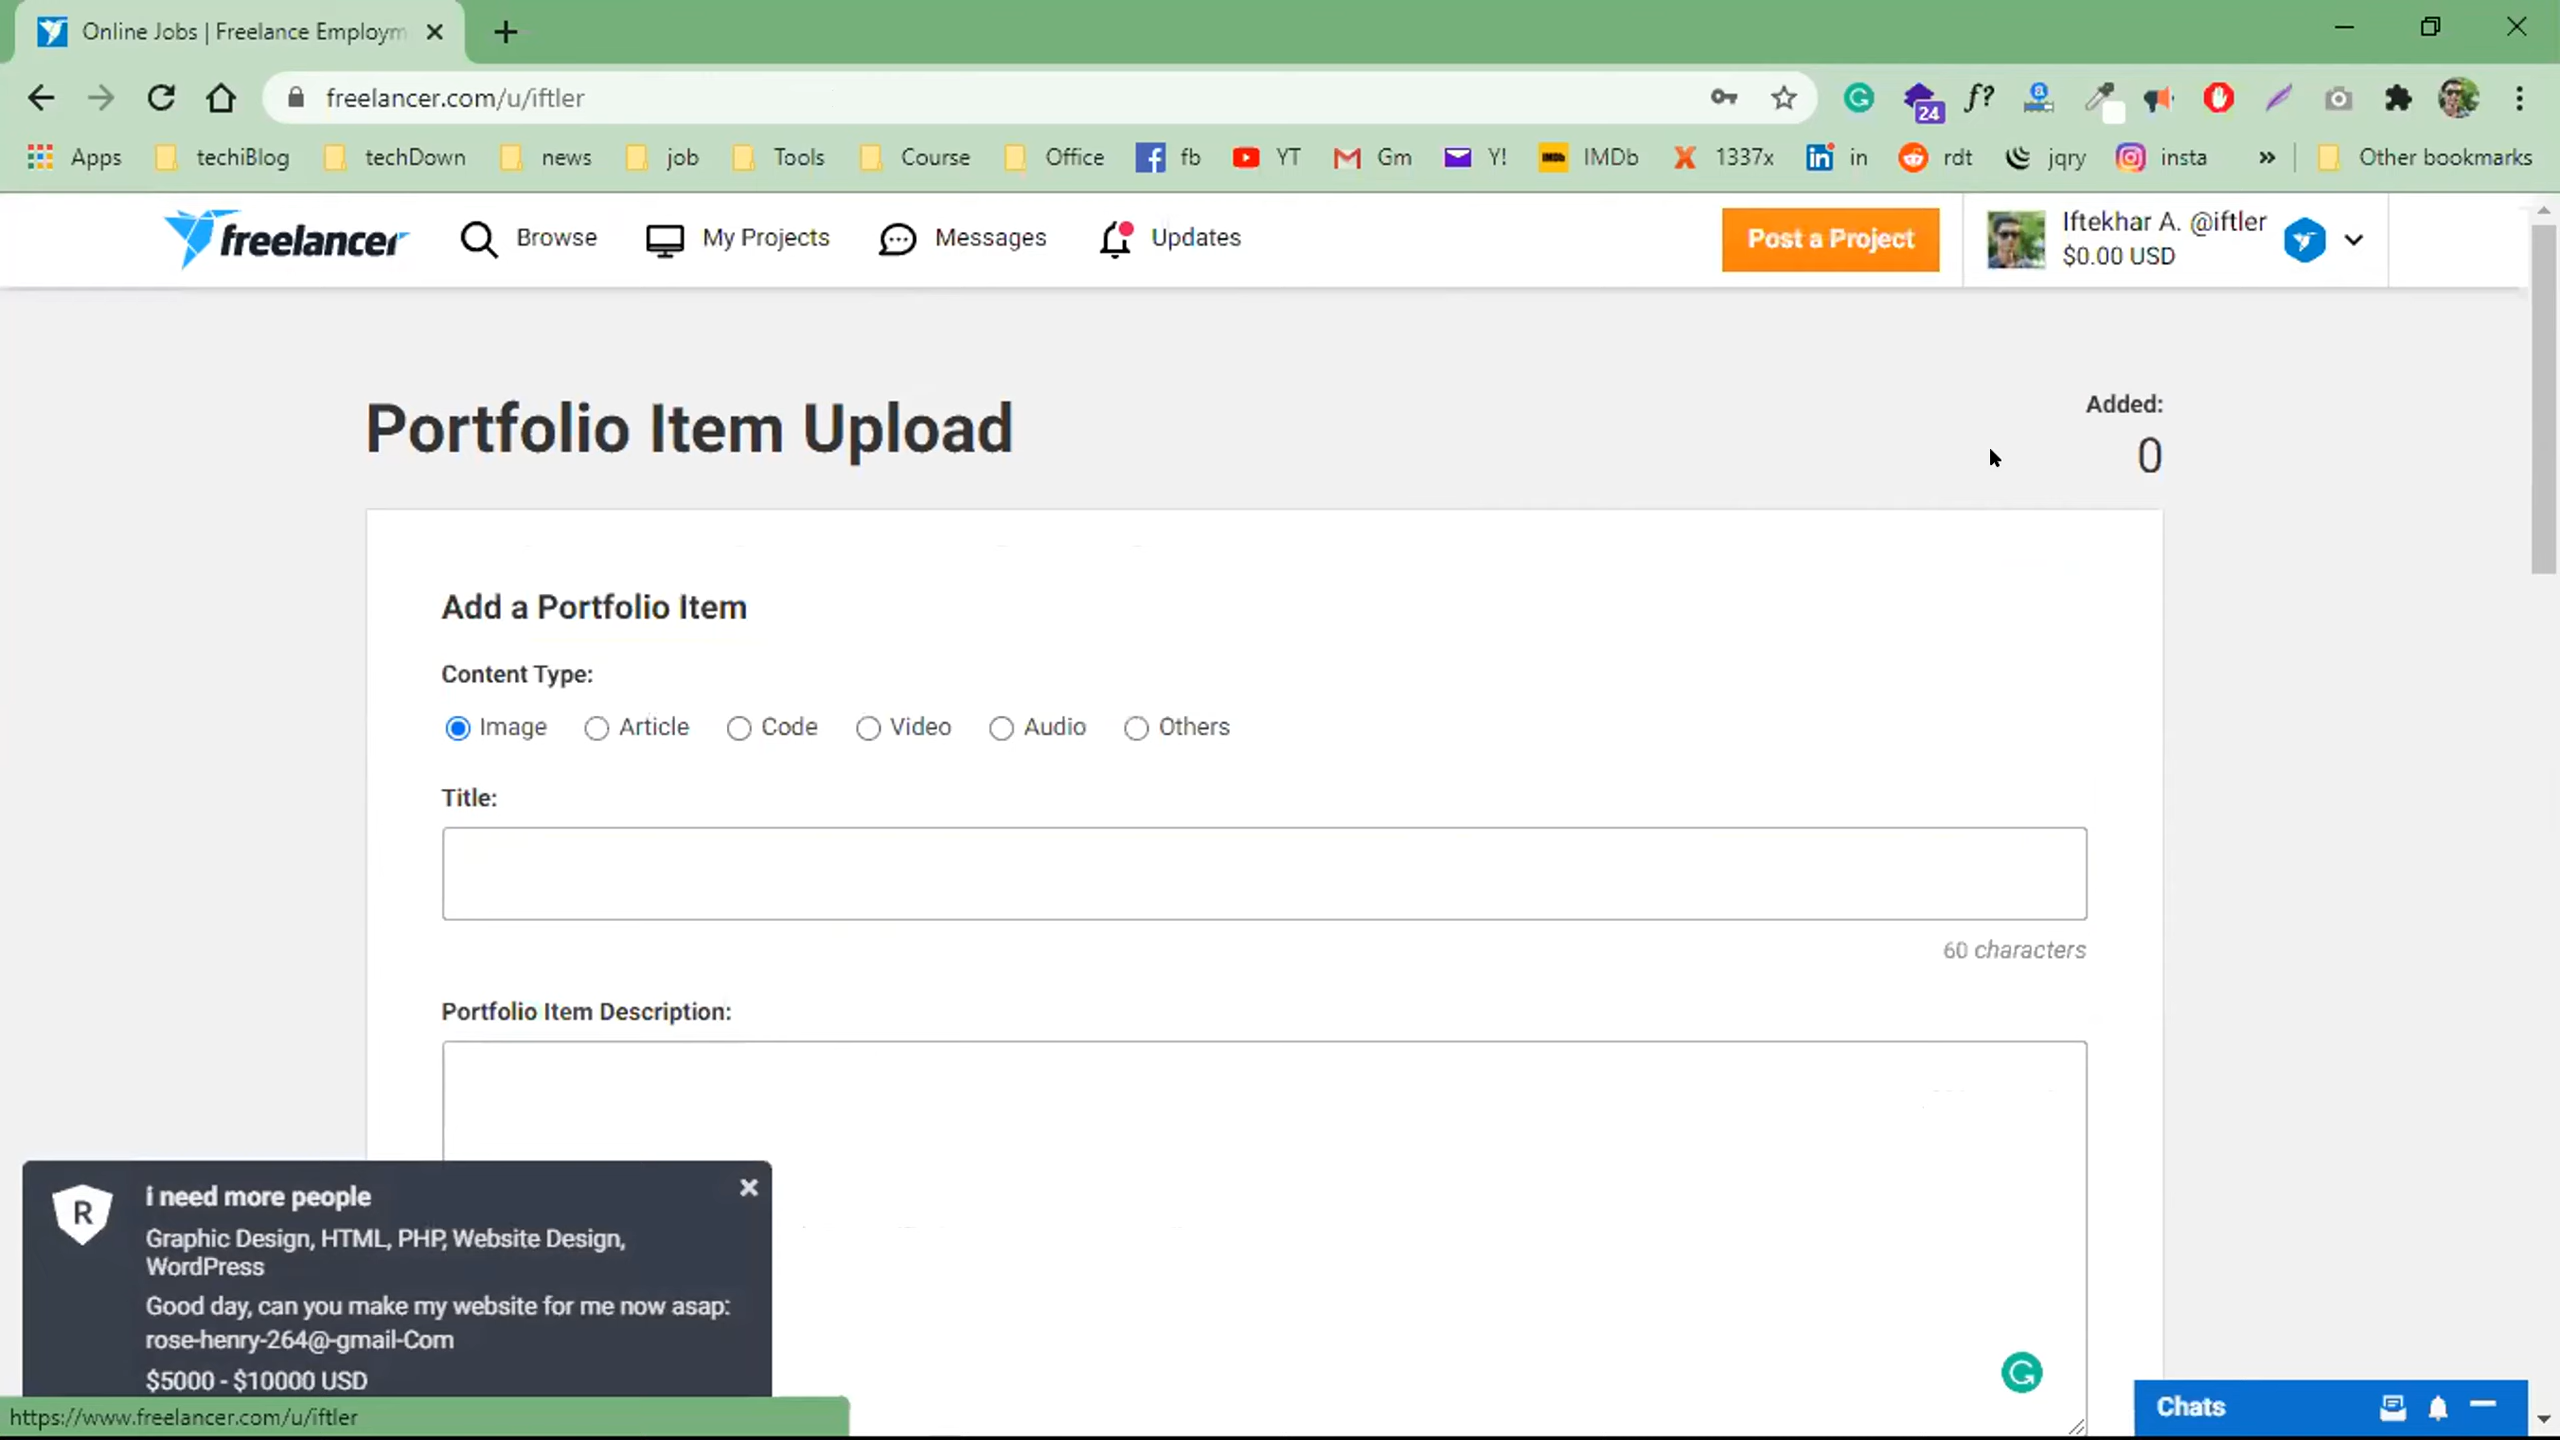 Online Jobs | Freelance Employm
freelancer.com/u/iftler
24
f?
Apps techiBlog techDown news job Tools Course Office fb YT Gm Y! IMDb 1337x in rdt jqry insta » Other bookmarks
freelancer Browse My Projects Messages Updates Post a Project
Iftekhar A. @iftler
$0.00 USD
Portfolio Item Upload
Added:
0
Add a Portfolio Item
Content Type:
Image Article Code Video Audio Others
Title:
60 characters
Portfolio Item Description:
R
i need more people
Graphic Design, HTML, PHP, Website Design,
WordPress
Good day, can you make my website for me now asap:
rose-henry-264@-gmail-Com
$5000 - $10000 USD
https://www.freelancer.com/u/iftler
Chats